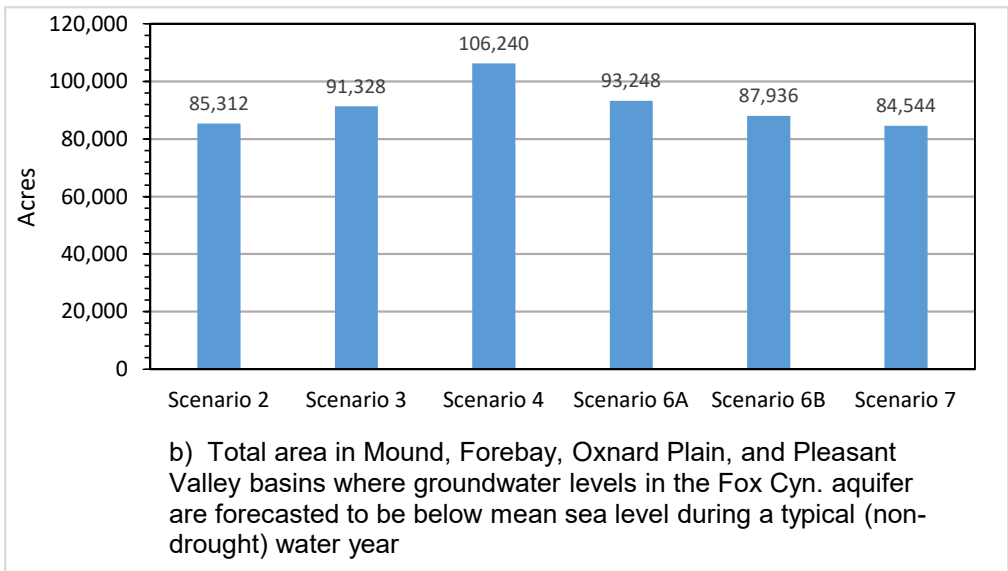 120,000
106,240
100,000
85,312
91,328
93,248
87,936
84,544
80,000
60,000
40,000
20,000
0
Acres
Scenario 2 Scenario 3 Scenario 4 Scenario 6A Scenario 6B Scenario 7
b) Total area in Mound, Forebay, Oxnard Plain, and Pleasant
Valley basins where groundwater levels in the Fox Cyn. aquifer
are forecasted to be below mean sea level during a typical (non-
drought) water year